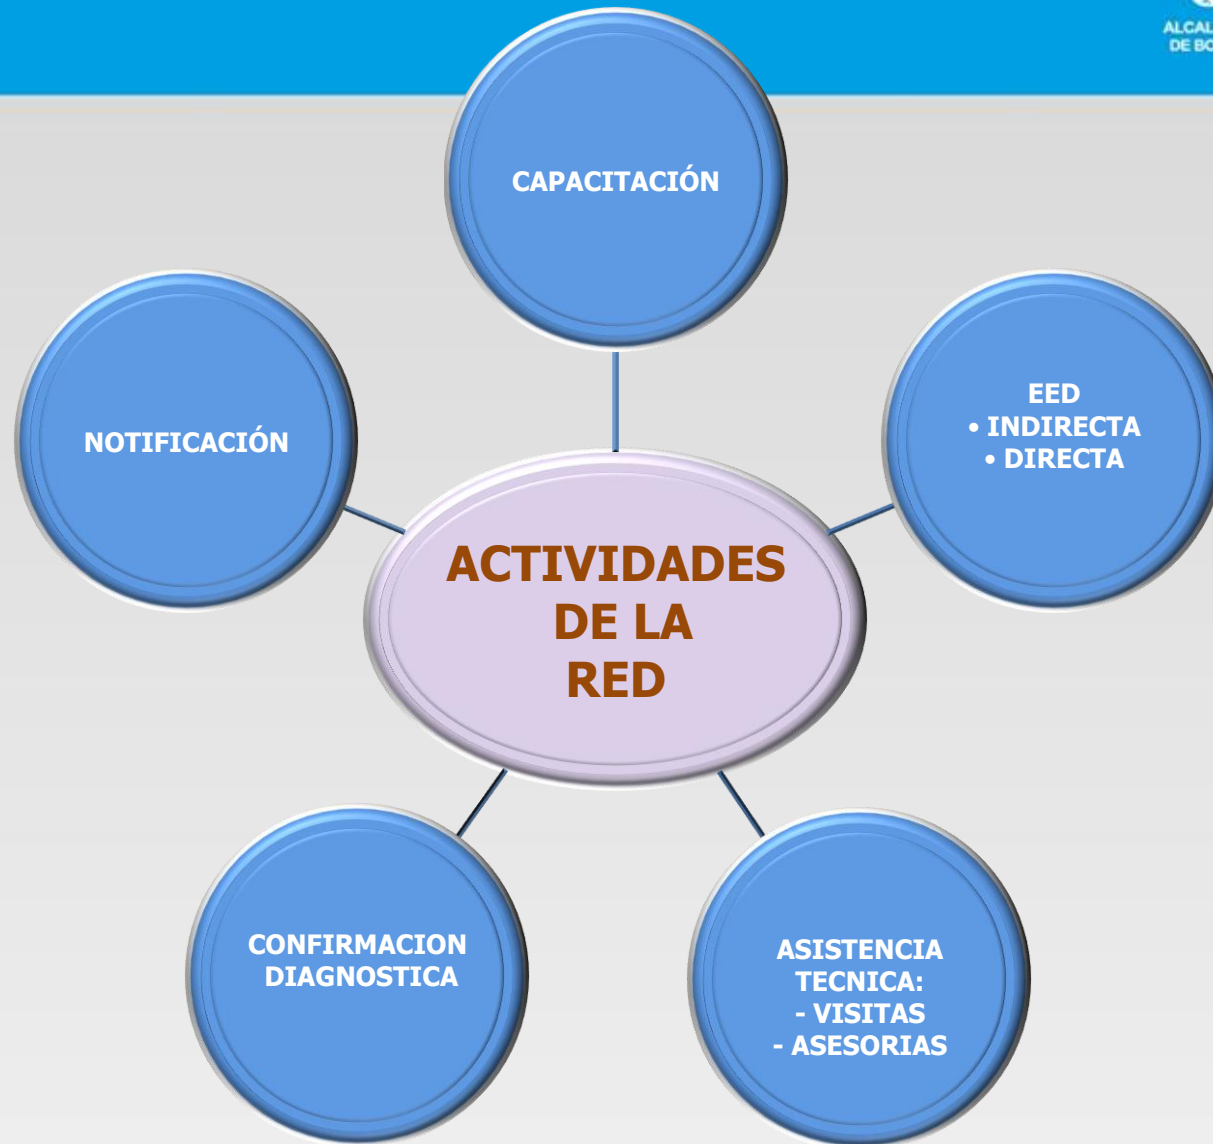 CAPACITACIÓN
EED
• INDIRECTA
• DIRECTA
NOTIFICACIÓN
ACTIVIDADES
DE LA
RED
CONFIRMACION
DIAGNOSTICA
ASISTENCIA
TECNICA:
- VISITAS
- ASESORIAS